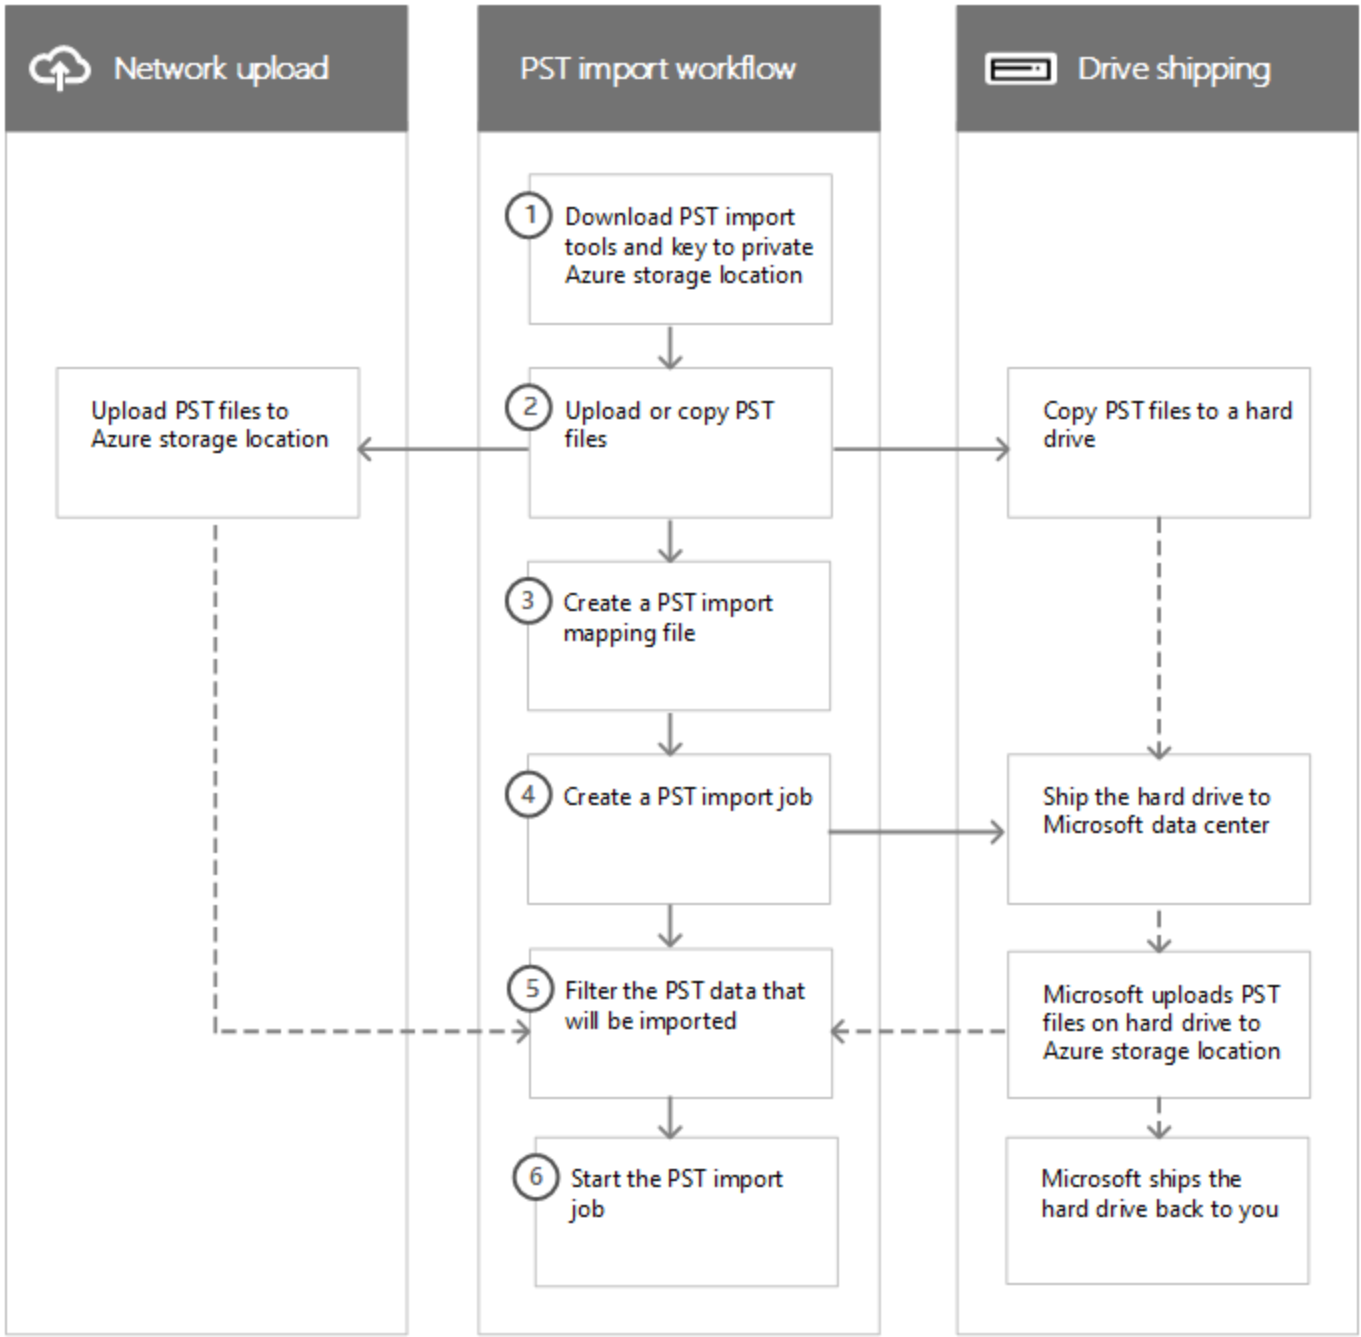 Network upload
PST import workflow
Drive shipping
1
Download PST import
tools and key to private
Azure storage location
Upload PST files to
Azure storage location
2
Upload or copy PST
files
Copy PST files to a hard
drive
3
Create a PST import
mapping file
4
Create a PST import job
Ship the hard drive to
Microsoft data center
5
Filter the PST data that
will be imported
Microsoft uploads PST
files on hard drive to
Azure storage location
6
Start the PST import
job
Microsoft ships the
hard drive back to you